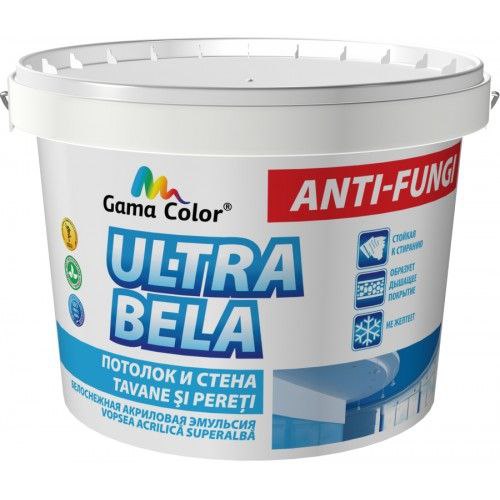 Gama Color®
ANTI-FUNGI
ULTRA
BELA
СТОЙКАЯ
К СТИРАНИЮ
ОБРАЗУЕТ
ДЫШАЩЕЕ
ПОКРЫТИЕ
НЕ ЖЕЛТЕЕТ
ПОТОЛОК И СТЕНА
TAVANE ȘI PEREȚI
БЕЛОСНЕЖНАЯ АКРИЛОВАЯ ЭМУЛЬСИЯ
VOPSEA ACRILICĂ SUPERALBĂ